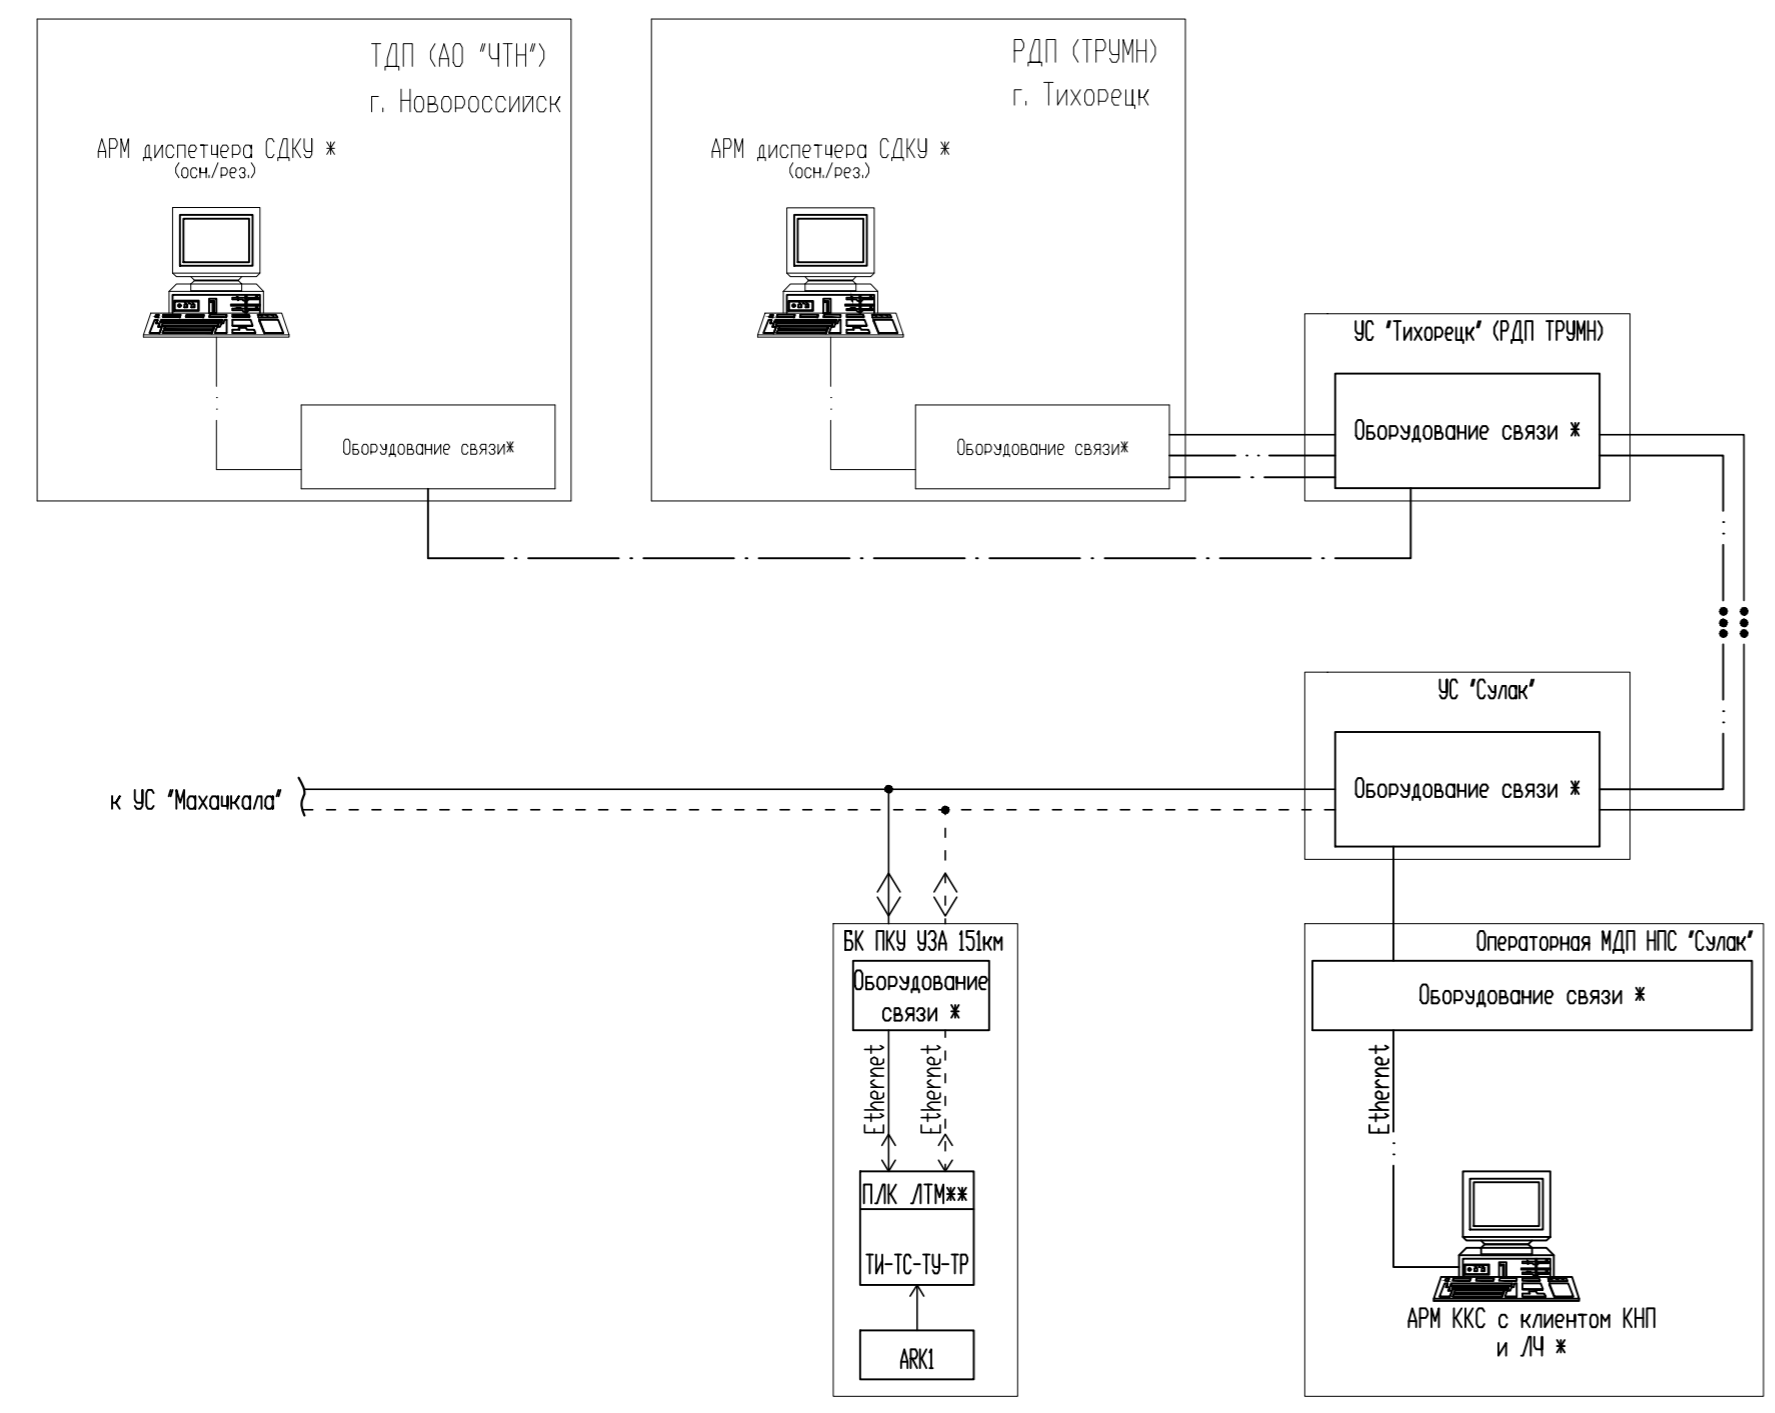 ТДП (АО "ЧТН")
г. Новороссийск
АРМ диспетчера СДКУ *
(осн./рез.)
Оборудование связи*
РДП (ТРУМН)
г. Тихорецк
АРМ диспетчера СДКУ *
(осн./рез.)
Оборудование связи*
УС "Тихорецк" (РДП ТРУМН)
Оборудование связи *
УС "Сулак"
Оборудование связи *
к УС "Махачкала"
БК ПКУ УЗА 151км
Оборудование
связи *
Ethernet
Ethernet
ПЛК ЛТМ**
ТИ-ТС-ТУ-ТР
ARK1
Операторная МДП НПС "Сулак"
Оборудование связи *
Ethernet
АРМ ККС с клиентом КНП
и ЛЧ *